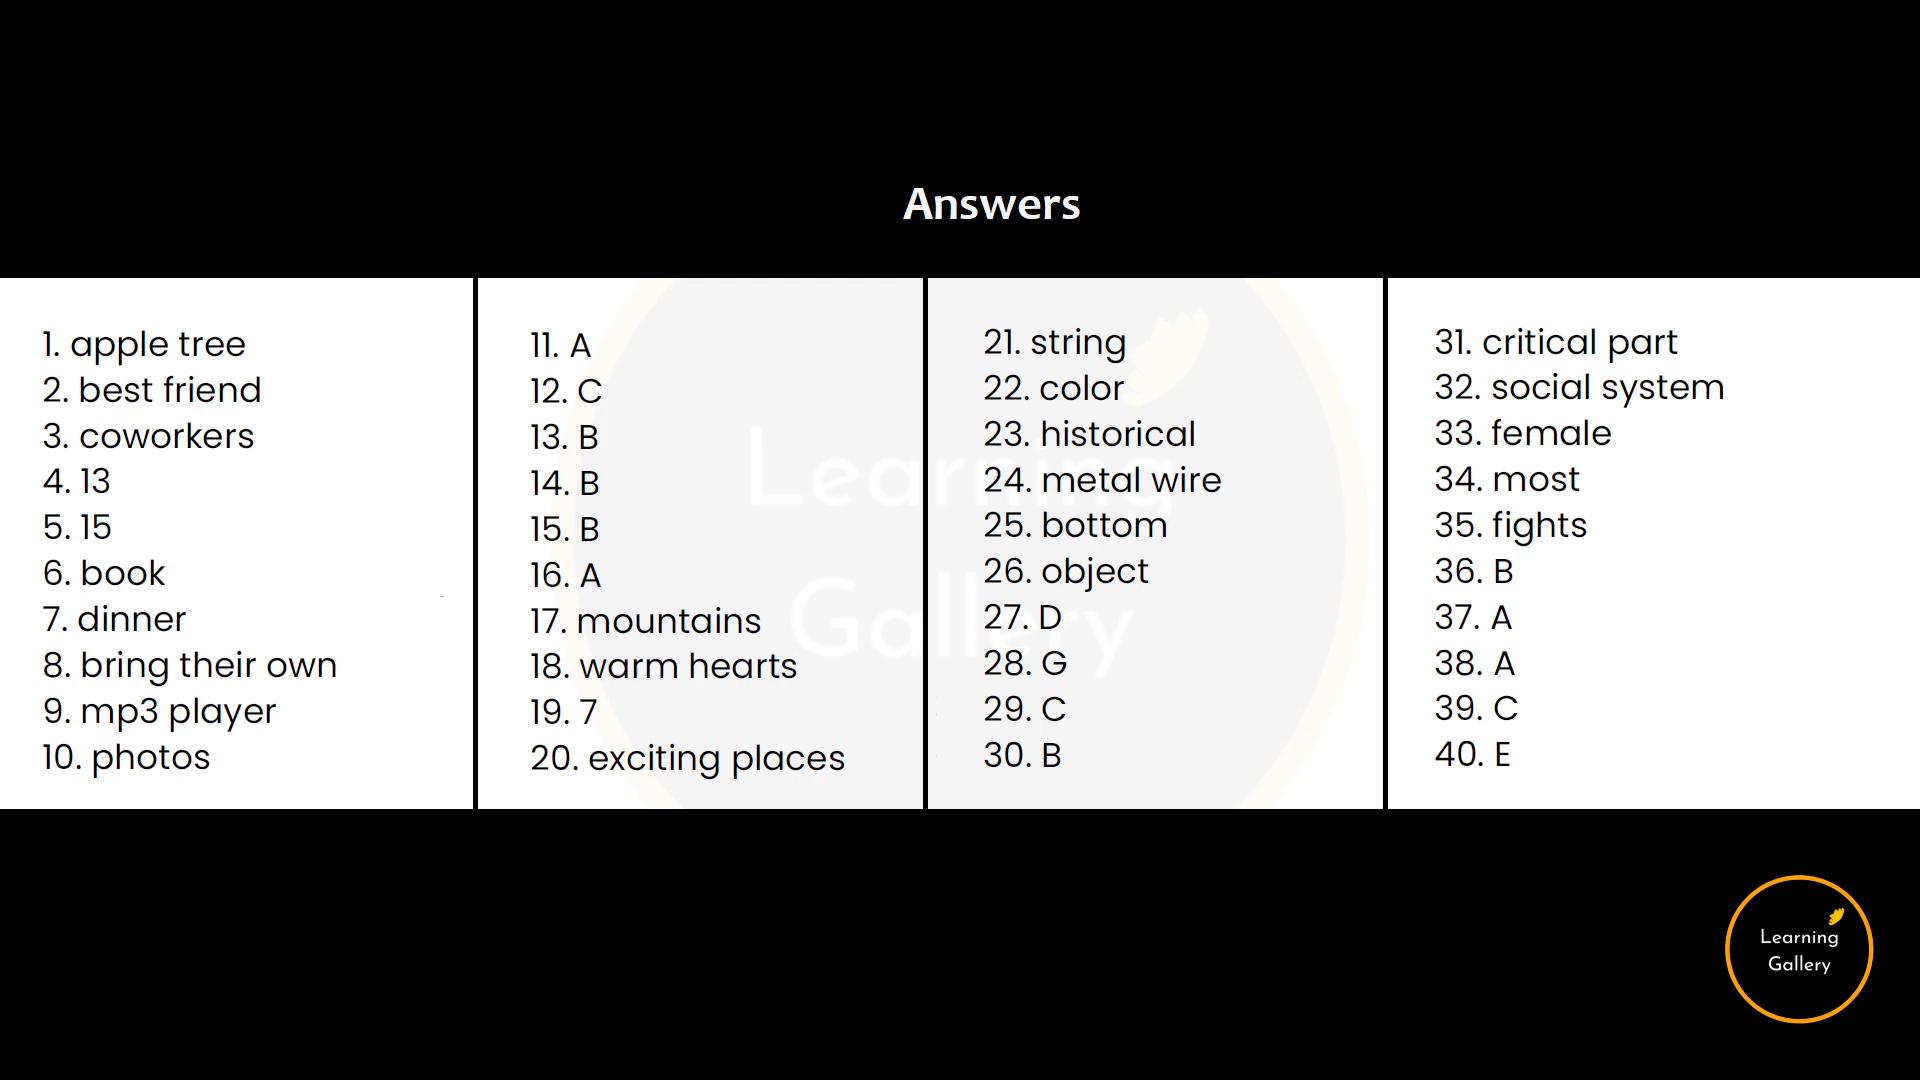 Answers
1. apple tree
2. best friend
3. coworkers
4. 13
5. 15
6. book
7. dinner
8. bring their own
9. mp3 player
10. photos
11. A
12. C
13. B
14. B
15. B
16. A
17. mountains
18. warm hearts
19. 7
20. exciting places
21. string
22. color
23. historical
24. metal wire
25. bottom
26. object
27. D
28. G
29. C
30. B
31. critical part
32. social system
33. female
34. most
35. fights
36. B
37. A
38. A
39. C
40. E
Learning
Gallery
Learning
Gallery